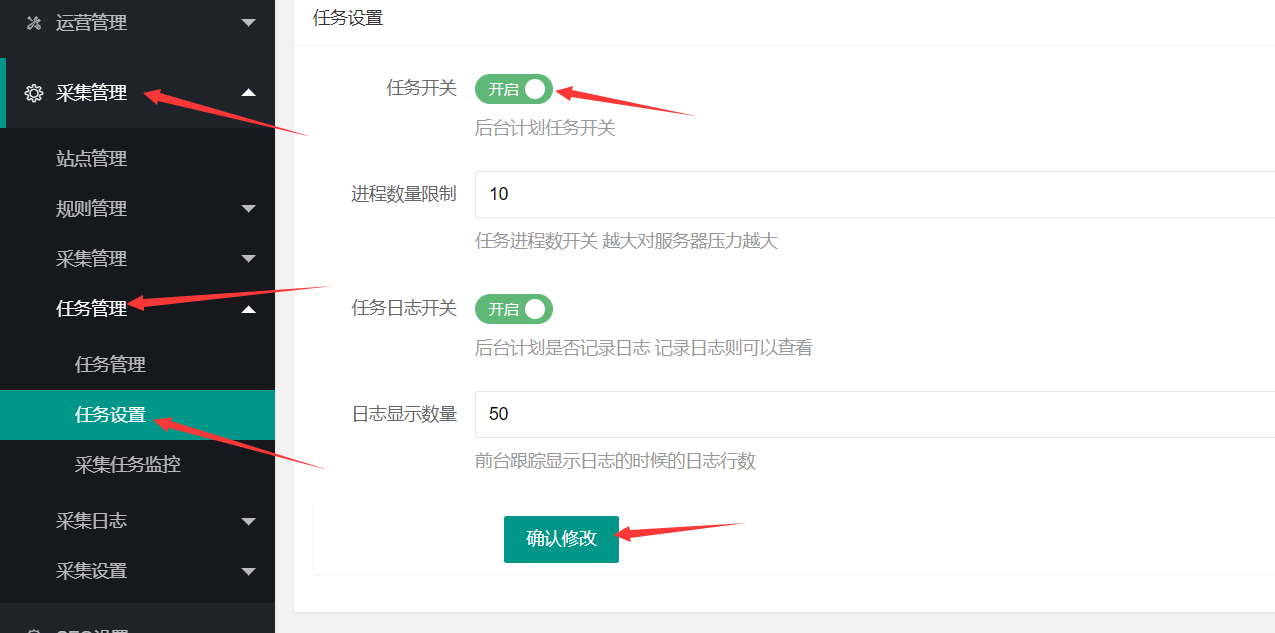 运营管理
采集管理
站点管理
规则管理
采集管理
任务管理
任务管理
任务设置
采集任务监控
采集日志
采集设置
任务设置
任务开关
开启
后台计划任务开关
进程数量限制
10
任务进程数开关 越大对服务器压力越大
任务日志开关
开启
后台计划是否记录日志 记录日志则可以查看
日志显示数量
50
前台跟踪显示日志的时候的日志行数
确认修改